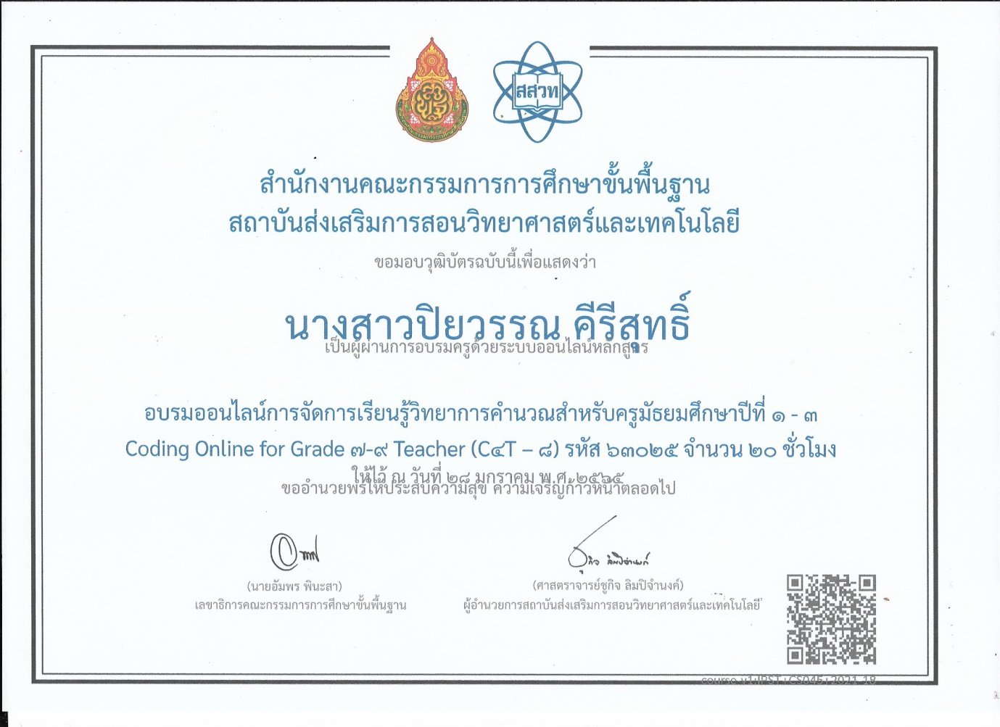 สสวท
สำนักงานคณะกรรมการการศึกษาขั้นพื้นฐาน
สถาบันส่งเสริมการสอนวิทยาศาสตร์และเทคโนโลยี
ขอมอบวุฒิบัตรฉบับนี้เพื่อแสดงว่า
นางสาวปิยวรรณ คีรีสุทธิ์
เป็นผู้ผ่านการอบรมครูด้วยระบบออนไลน์หลักสูตร
อบรมออนไลน์การจัดการเรียนรู้วิทยาการคำนวณสำหรับครูมัธยมศึกษาปีที่ ๑ - ๓
Coding Online for Grade ๗-๙ Teacher (C๔T – ๘) รหัส ๖๓๐๒๕ จำนวน ๒๐ ชั่วโมง
ให้ไว้ ณ วันที่ ๒๘ มกราคม พ.ศ. ๒๕๖๕
ขออำนวยพรให้ประสบความสุข ความเจริญก้าวหน้าตลอดไป
(นายอัมพร พินะสา)
เลขาธิการคณะกรรมการการศึกษาขั้นพื้นฐาน
ชูกิจ ลิมปิจำนงค์
(ศาสตราจารย์ชูกิจ ลิมปิจำนงค์)
ผู้อำนวยการสถาบันส่งเสริมการสอนวิทยาศาสตร์และเทคโนโลยี
course-v1:IPST+CS045+2021-18